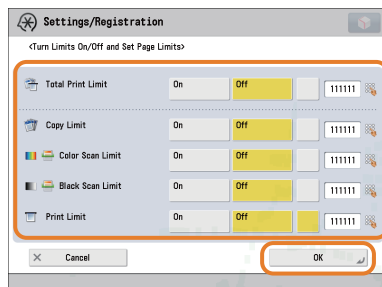 Settings/Registration
<Turn Limits On/Off and Set Page Limits>
Total Print Limit On Off 111111
Copy Limit On Off 111111
Color Scan Limit On Off 111111
Black Scan Limit On Off 111111
Print Limit On Off 111111
Cancel OK